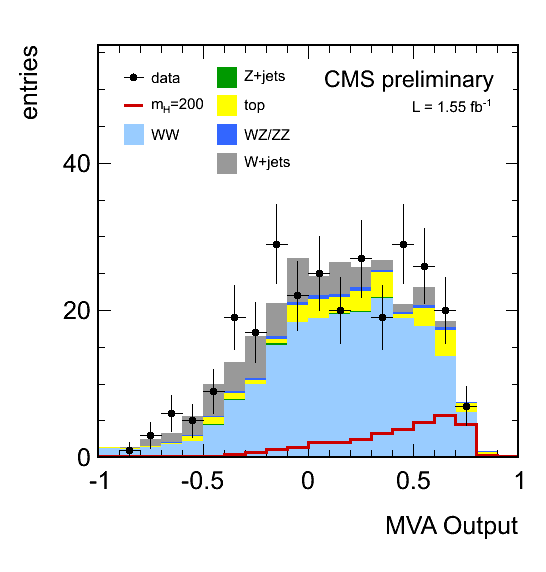 entries
CMS preliminary
L = 1.55 fb⁻¹
data
m_H=200
WW
Z+jets
top
WZ/ZZ
W+jets
40
20
0
-1 -0.5 0 0.5 1
MVA Output